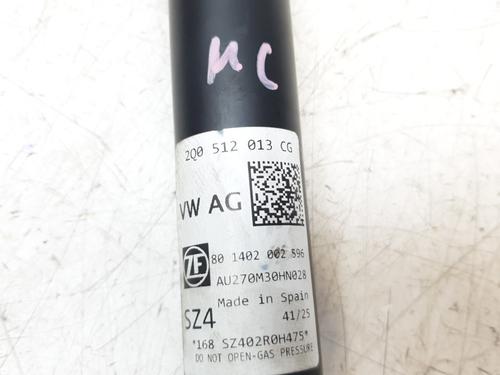 MC
2Q0 512 013 CG
VW AG
ZF
80 1402 002 596
AU270M30HN028
Made in Spain
SZ4
41/25
*168 SZ402R0H475*
DO NOT OPEN-GAS PRESSURE